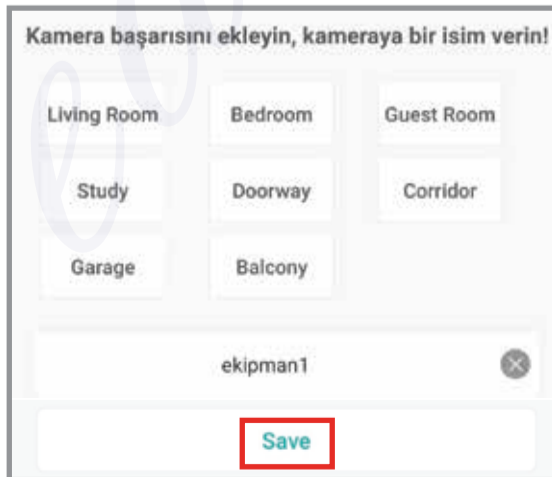 Kamera başarısını ekleyin, kameraya bir isim verin!
Living Room Bedroom Guest Room
Study Doorway Corridor
Garage Balcony
ekipman1
Save